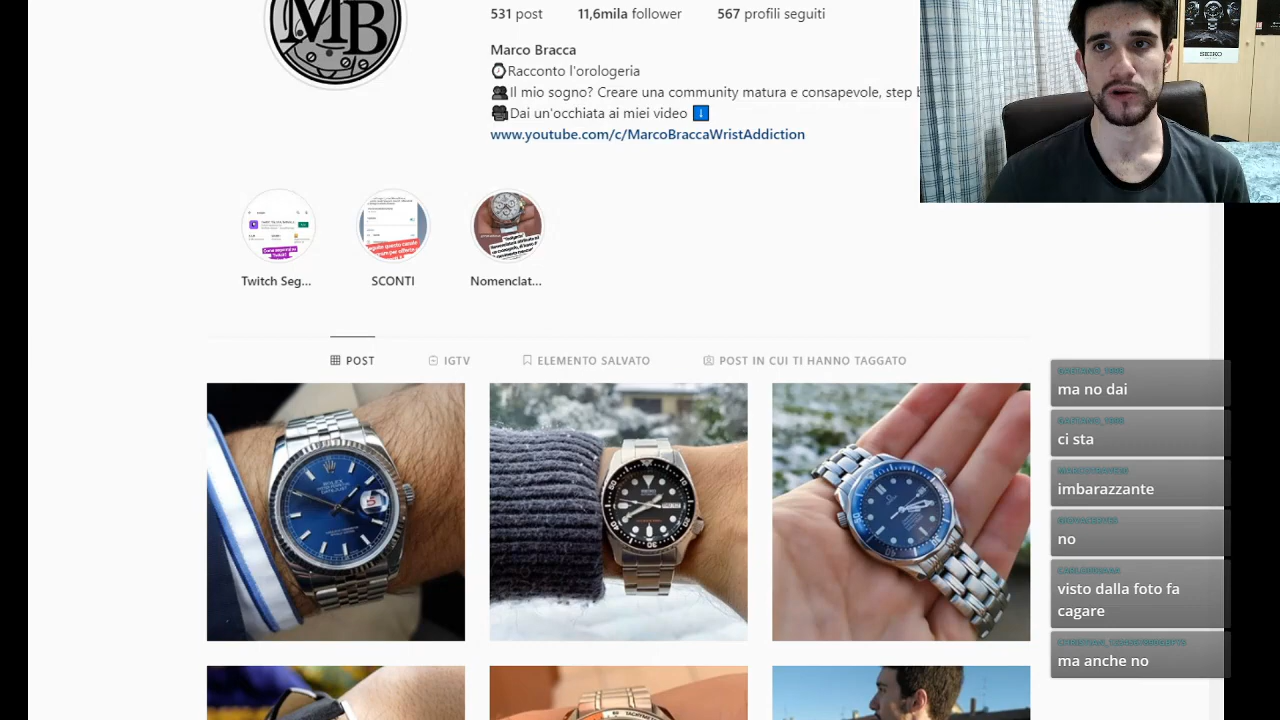 MB
531 post 11,6mila follower 567 profili seguiti
Marco Bracca
Racconto l'orologeria
Il mio sogno? Creare una community matura e consapevole, step
Dai un'occhiata ai miei video
www.youtube.com/c/MarcoBraccaWristAddiction
SEIKO
Twitch Seg...
SCONTI
Nomenclat...
POST
IGTV
ELEMENTO SALVATO
POST IN CUI TI HANNO TAGGATO
ma no dai
ci sta
imbarazzante
no
visto dalla foto fa
cagare
ma anche no